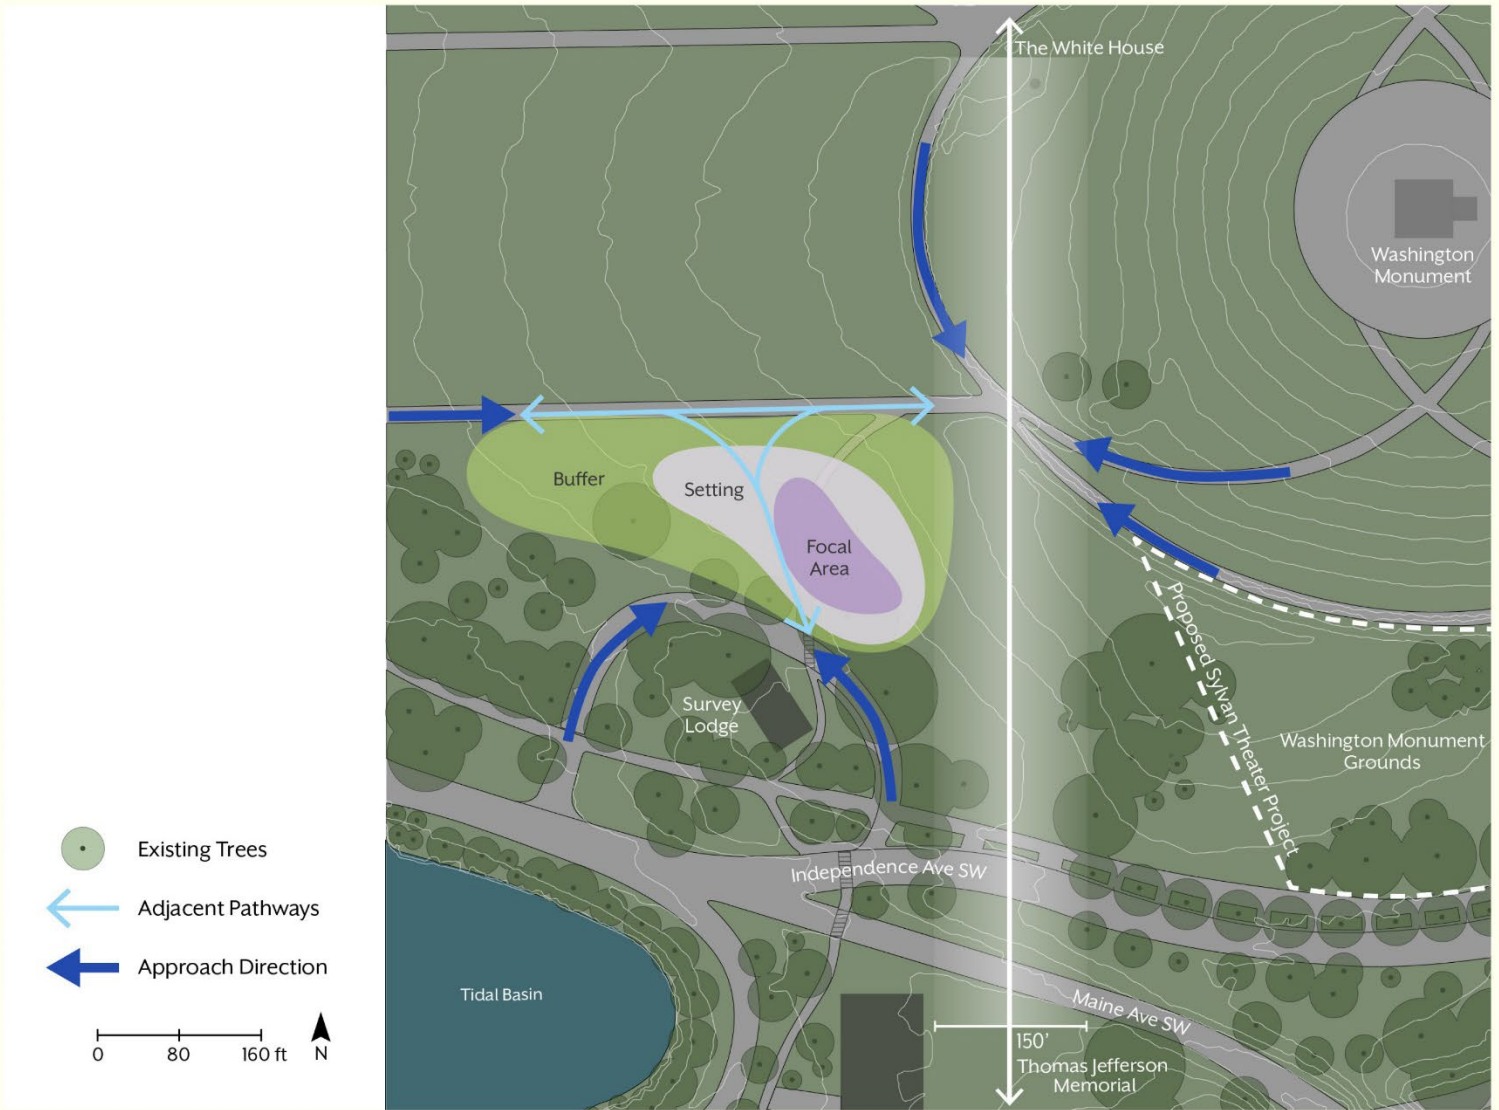 The White House
Washington
Monument
Buffer
Setting
Focal
Area
Proposed Sylvan Theater Project
Survey
Lodge
Washington Monument
Grounds
Existing Trees
Independence Ave SW
Adjacent Pathways
Approach Direction
Tidal Basin
Maine Ave SW
150'
0 80 160 ft N
Thomas Jefferson
Memorial